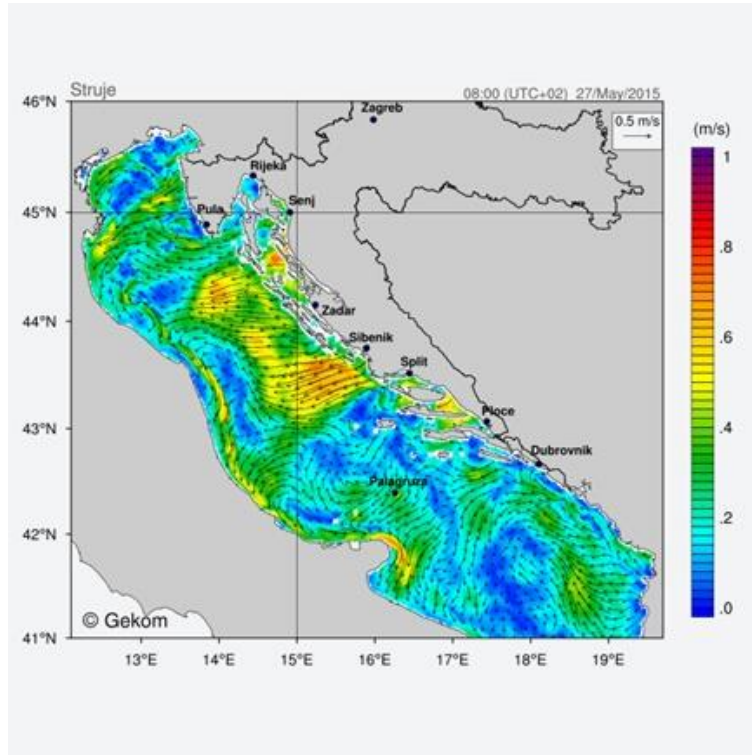 Struje
08:00 (UTC+02) 27/May/2015
46°N
45°N
44°N
43°N
42°N
41°N
Zagreb
Rijeka
Senj
Pula
Zadar
Sibenik
Split
Ploce
Dubrovnik
Palagruza
0.5 m/s
(m/s)
1
.8
.6
.4
.2
.0
© Gekom
13°E
14°E
15°E
16°E
17°E
18°E
19°E